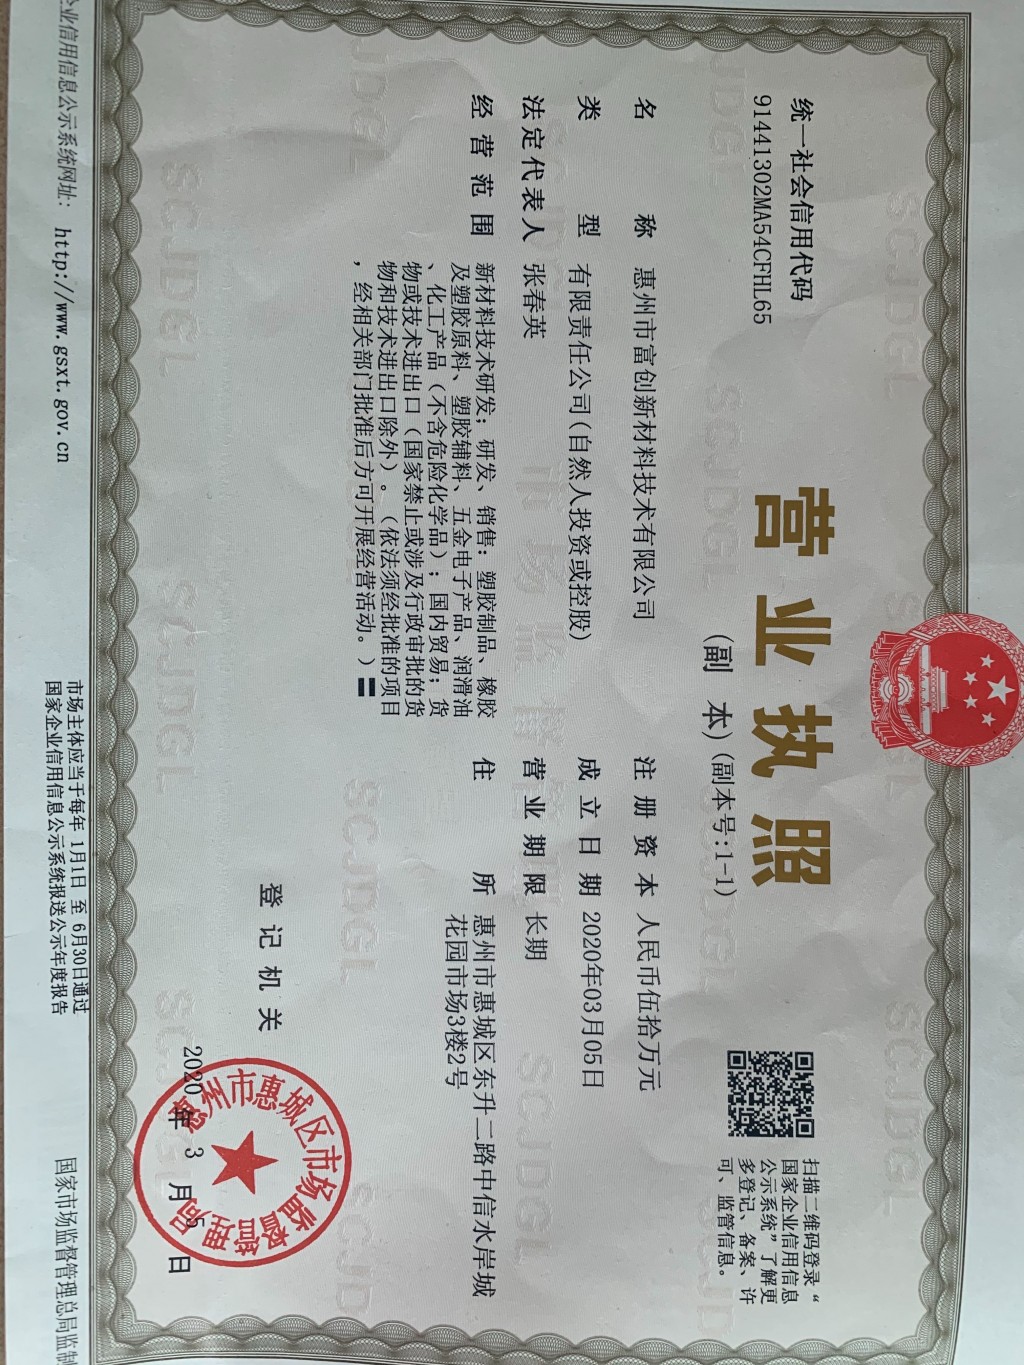 统一社会信用代码
91441302MA54CFHL65
营业执照
(副 本)(副本号:1-1)
扫描二维码登录“
国家企业信用信息
公示系统”了解更
多登记、备案、许
可、监管信息。
名 称 惠州市富创新材料科技术有限公司
类 型 有限责任公司(自然人投资或控股)
法定代表人 张春英
经营范围 新材料技术研发；研发、销售：塑胶制品、橡胶
及塑胶原料、塑胶辅料、五金电子产品、润滑油
、化工产品（不含危险化学品）；国内贸易；货
物或技术进出口（国家禁止或涉及行政审批的货
物和技术进出口除外）。（依法须经批准的项目
，经相关部门批准后方可开展经营活动。）
注册资本 人民币伍拾万元
成立日期 2020年03月05日
营业期限 长期
住所 惠州市惠城区东升二路中信水岸城
花园市场3楼2号
登记机关
惠州市惠城区市场监督管理局
2020 年 3 月 5 日
企业信用信息公示系统网址: http://www.gsxt.gov.cn
市场主体应当于每年 1月1日 至 6月30日通过
国家企业信用信息公示系统报送公示年度报告
国家市场监督管理总局监制
SCJDGL